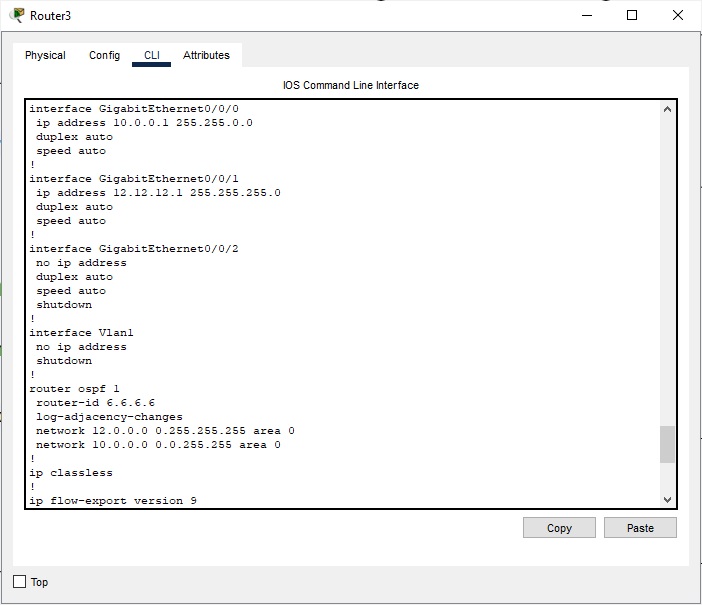 Router3
Physical Config CLI Attributes
IOS Command Line Interface
interface GigabitEthernet0/0/0
ip address 10.0.0.1 255.255.0.0
duplex auto
speed auto
!
interface GigabitEthernet0/0/1
ip address 12.12.12.1 255.255.255.0
duplex auto
speed auto
!
interface GigabitEthernet0/0/2
no ip address
duplex auto
speed auto
shutdown
!
interface Vlan1
no ip address
shutdown
!
router ospf 1
router-id 6.6.6.6
log-adjacency-changes
network 12.0.0.0 0.255.255.255 area 0
network 10.0.0.0 0.0.255.255 area 0
!
ip classless
!
ip flow-export version 9
Copy Paste
Top